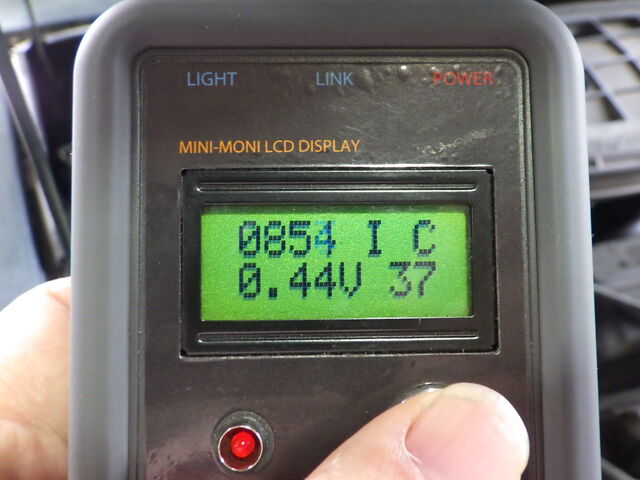 LIGHT LINK POWER
MINI-MONI LCD DISPLAY
0854 I C
0.44V 37